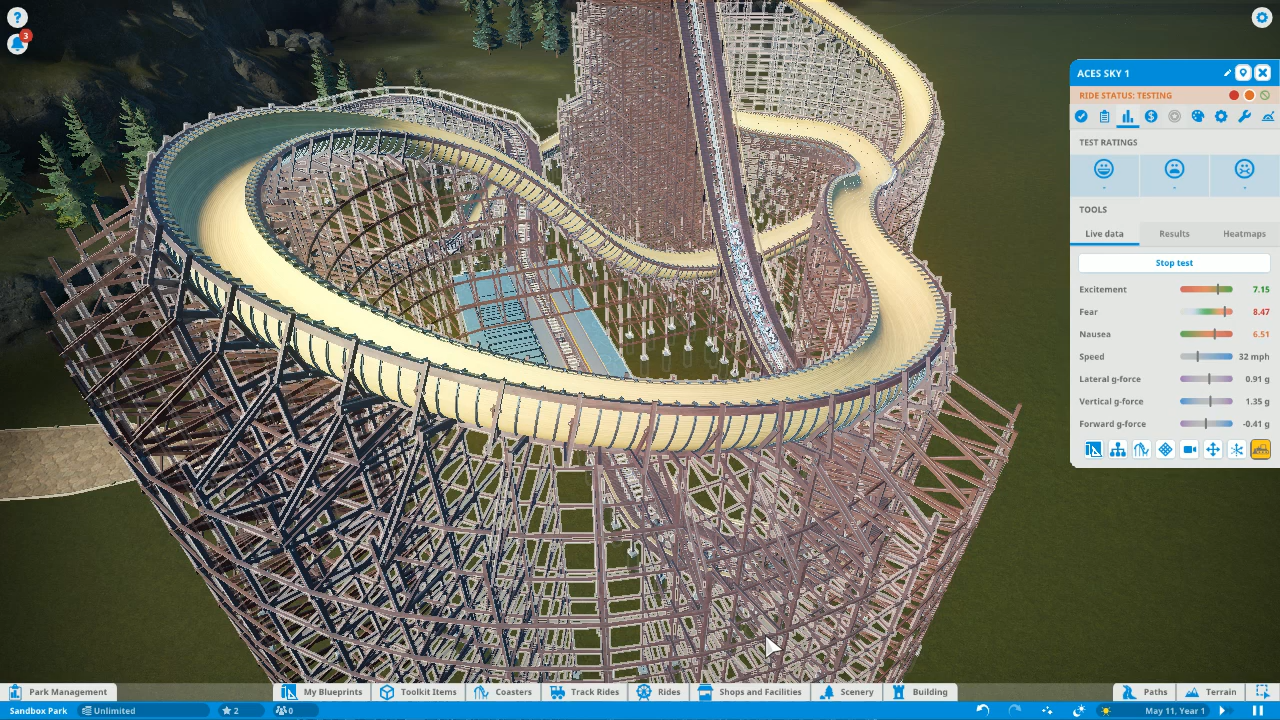 ?
3
ACES SKY 1
RIDE STATUS: TESTING
TEST RATINGS
- - -
TOOLS
Live data Results Heatmaps
Stop test
Excitement 7.15
Fear 8.47
Nausea 6.51
Speed 32 mph
Lateral g-force 0.91 g
Vertical g-force 1.35 g
Forward g-force -0.41 g
Park Management My Blueprints Toolkit Items Coasters Track Rides Rides Shops and Facilities Scenery Building Paths Terrain
Sandbox Park Unlimited 2 0 May 11, Year 1